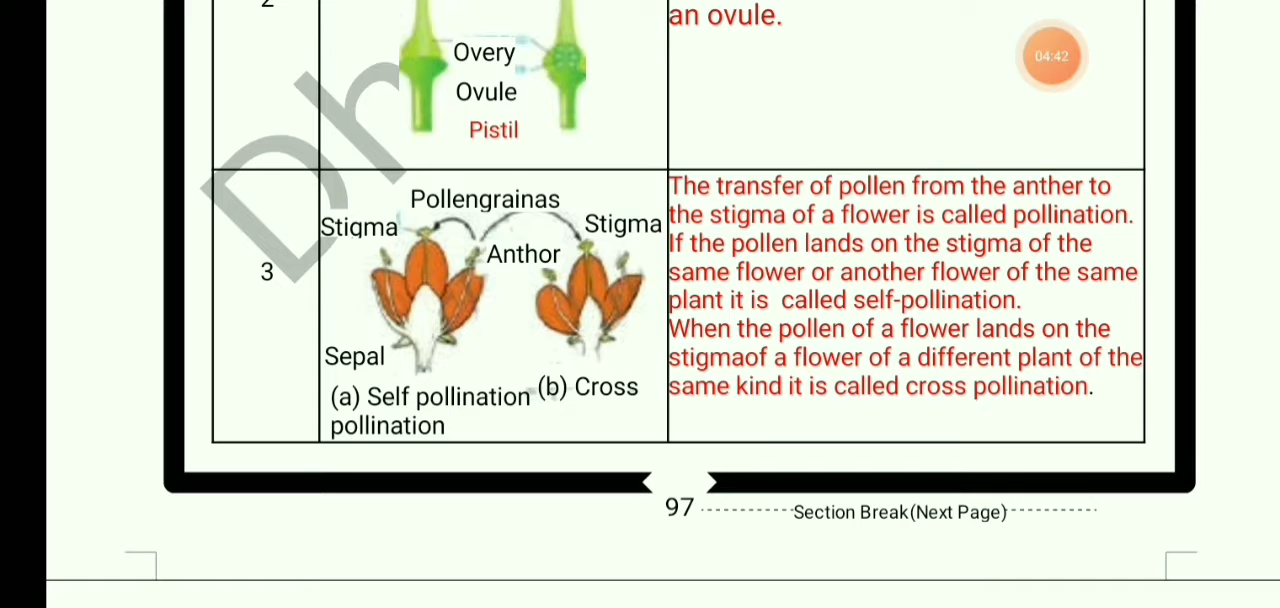 2
an ovule.
04:42
Overy
Ovule
Pistil
Dh
3
Pollengrainas
Stigma
Stigma
Anthor
Sepal
(a) Self pollination (b) Cross
pollination
The transfer of pollen from the anther to
the stigma of a flower is called pollination.
If the pollen lands on the stigma of the
same flower or another flower of the same
plant it is called self-pollination.
When the pollen of a flower lands on the
stigmaof a flower of a different plant of the
same kind it is called cross pollination.
97
Section Break(Next Page)